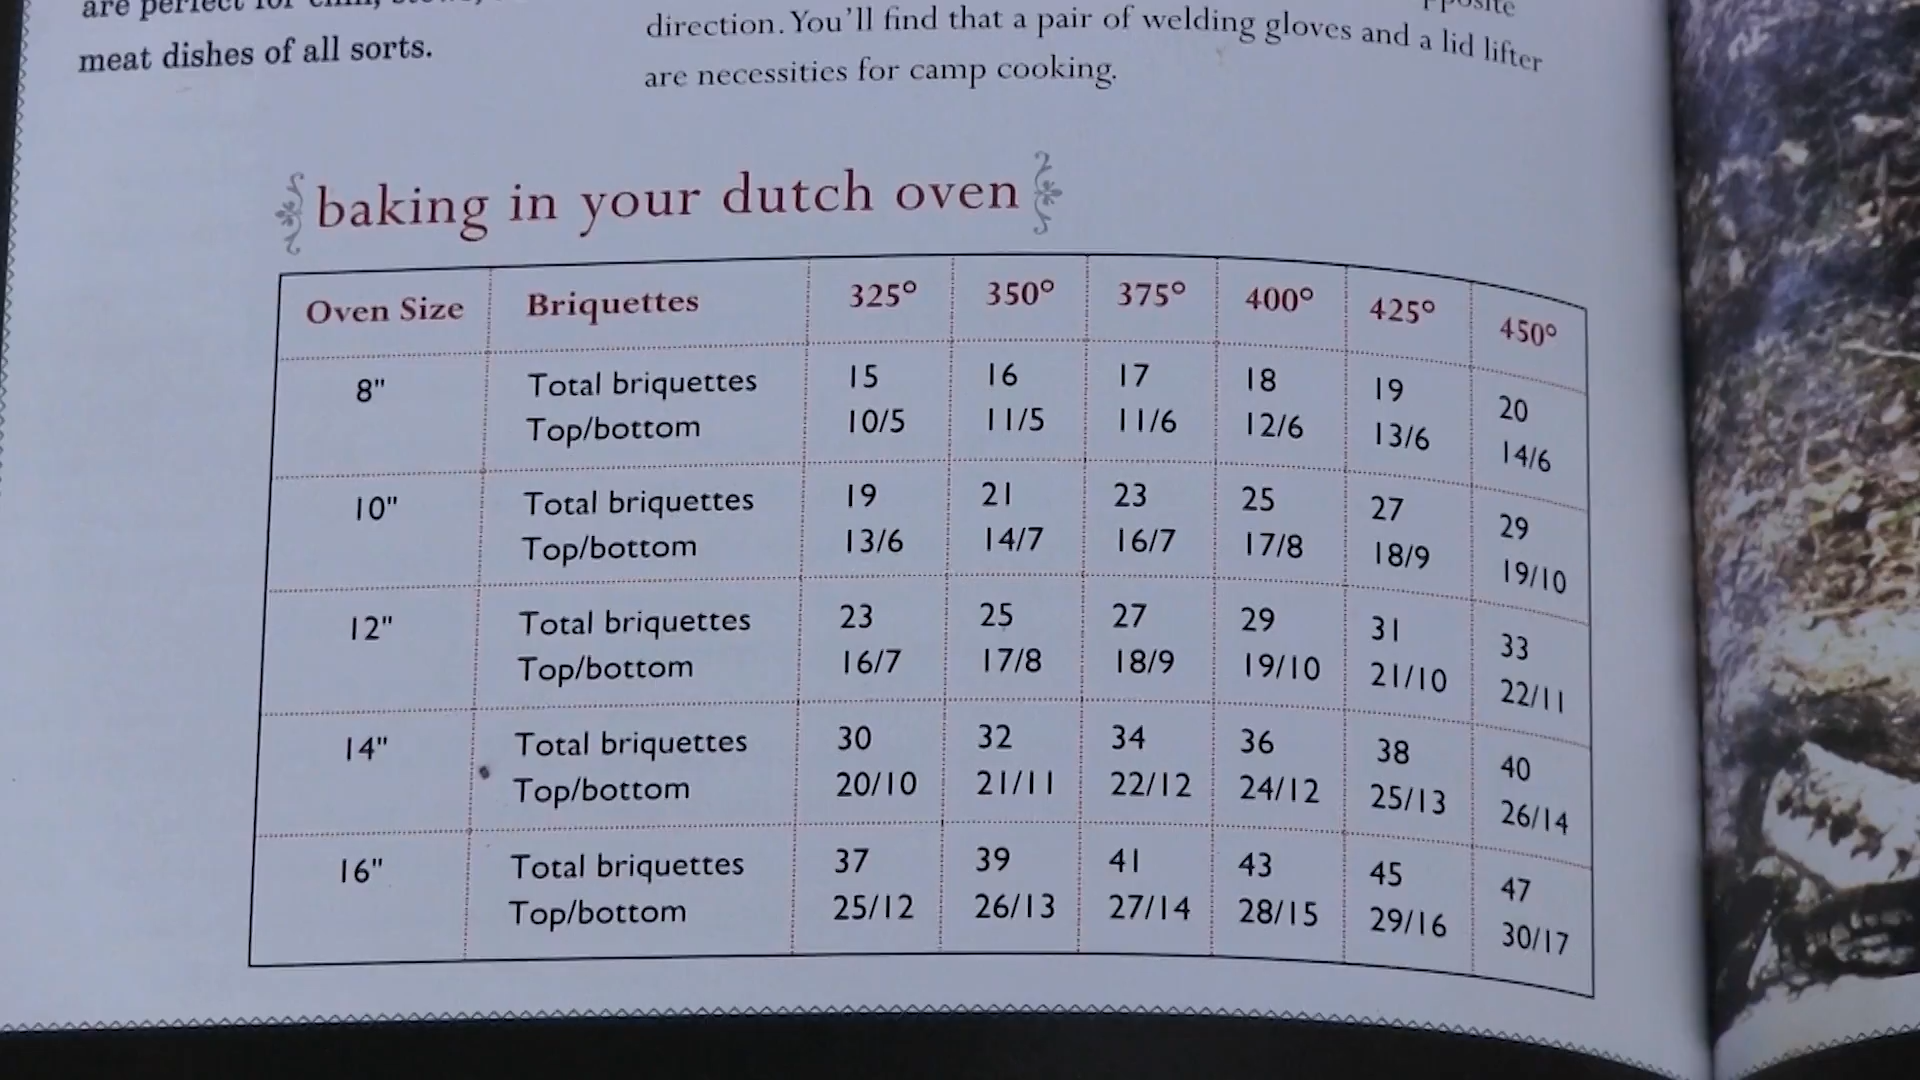 are perfect for chili, stews,
meat dishes of all sorts.
direction. You'll find that a pair of welding gloves and a lid lifter
are necessities for camp cooking.
baking in your dutch oven
Oven Size Briquettes 325° 350° 375° 400° 425° 450°
8" Total briquettes 15 16 17 18 19 20
Top/bottom 10/5 11/5 11/6 12/6 13/6 14/6
10" Total briquettes 19 21 23 25 27 29
Top/bottom 13/6 14/7 16/7 17/8 18/9 19/10
12" Total briquettes 23 25 27 29 31 33
Top/bottom 16/7 17/8 18/9 19/10 21/10 22/11
14" Total briquettes 30 32 34 36 38 40
Top/bottom 20/10 21/11 22/12 24/12 25/13 26/14
16" Total briquettes 37 39 41 43 45 47
Top/bottom 25/12 26/13 27/14 28/15 29/16 30/17